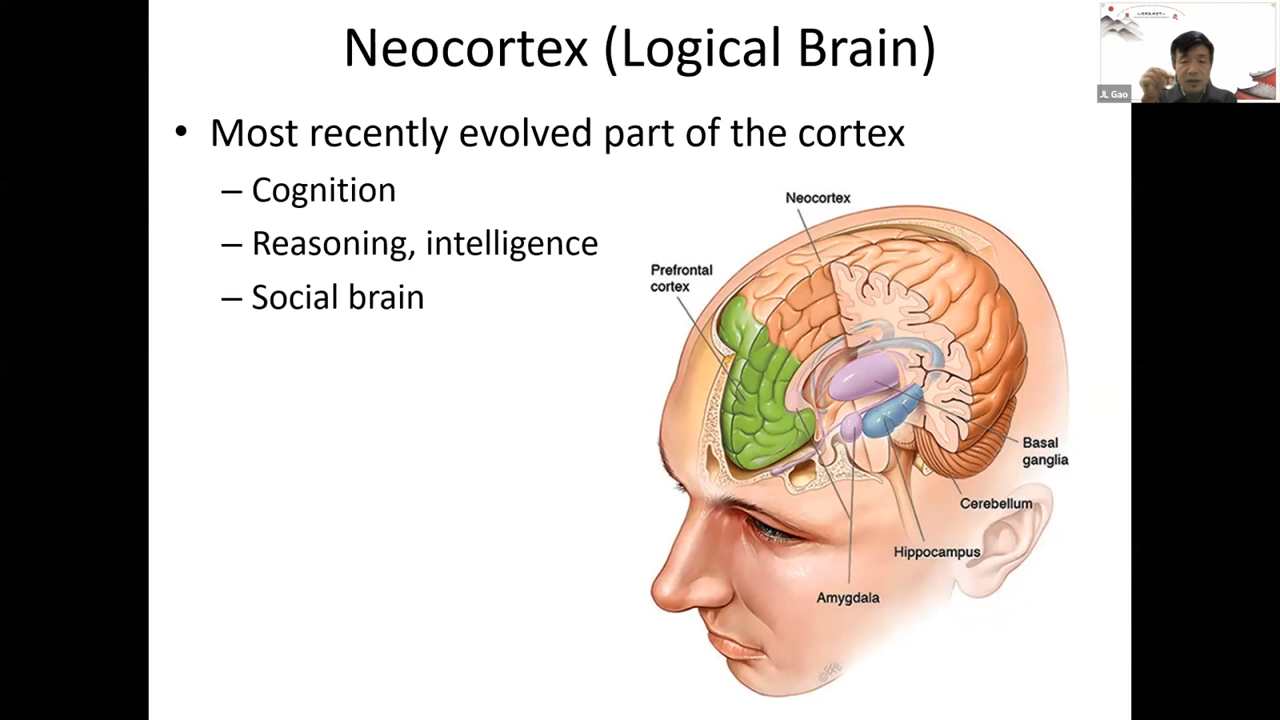 Neocortex (Logical Brain)
JL Gao
• Most recently evolved part of the cortex
– Cognition
– Reasoning, intelligence
– Social brain
Neocortex
Prefrontal
cortex
Basal
ganglia
Cerebellum
Hippocampus
Amygdala